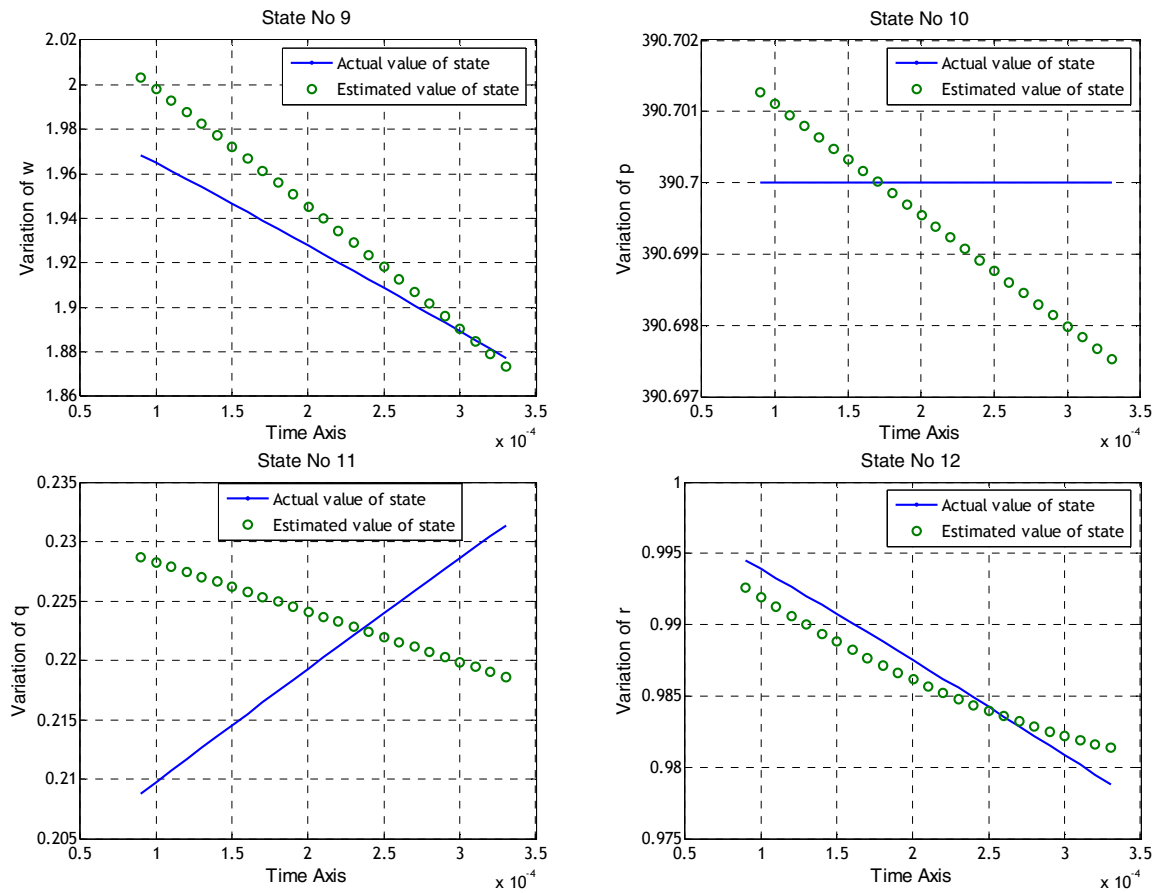 State No 9
2.02
2
1.98
1.96
1.94
1.92
1.9
1.88
1.86
Variation of w
Actual value of state
Estimated value of state
0.5 1 1.5 2 2.5 3 3.5
Time Axis
x 10⁻⁴
State No 10
390.702
390.701
390.7
390.699
390.698
390.697
Variation of p
Actual value of state
Estimated value of state
0.5 1 1.5 2 2.5 3 3.5
Time Axis
x 10⁻⁴
State No 11
0.235
0.23
0.225
0.22
0.215
0.21
0.205
Variation of q
Actual value of state
Estimated value of state
0.5 1 1.5 2 2.5 3 3.5
Time Axis
x 10⁻⁴
State No 12
1
0.995
0.99
0.985
0.98
0.975
Variation of r
Actual value of state
Estimated value of state
0.5 1 1.5 2 2.5 3 3.5
Time Axis
x 10⁻⁴